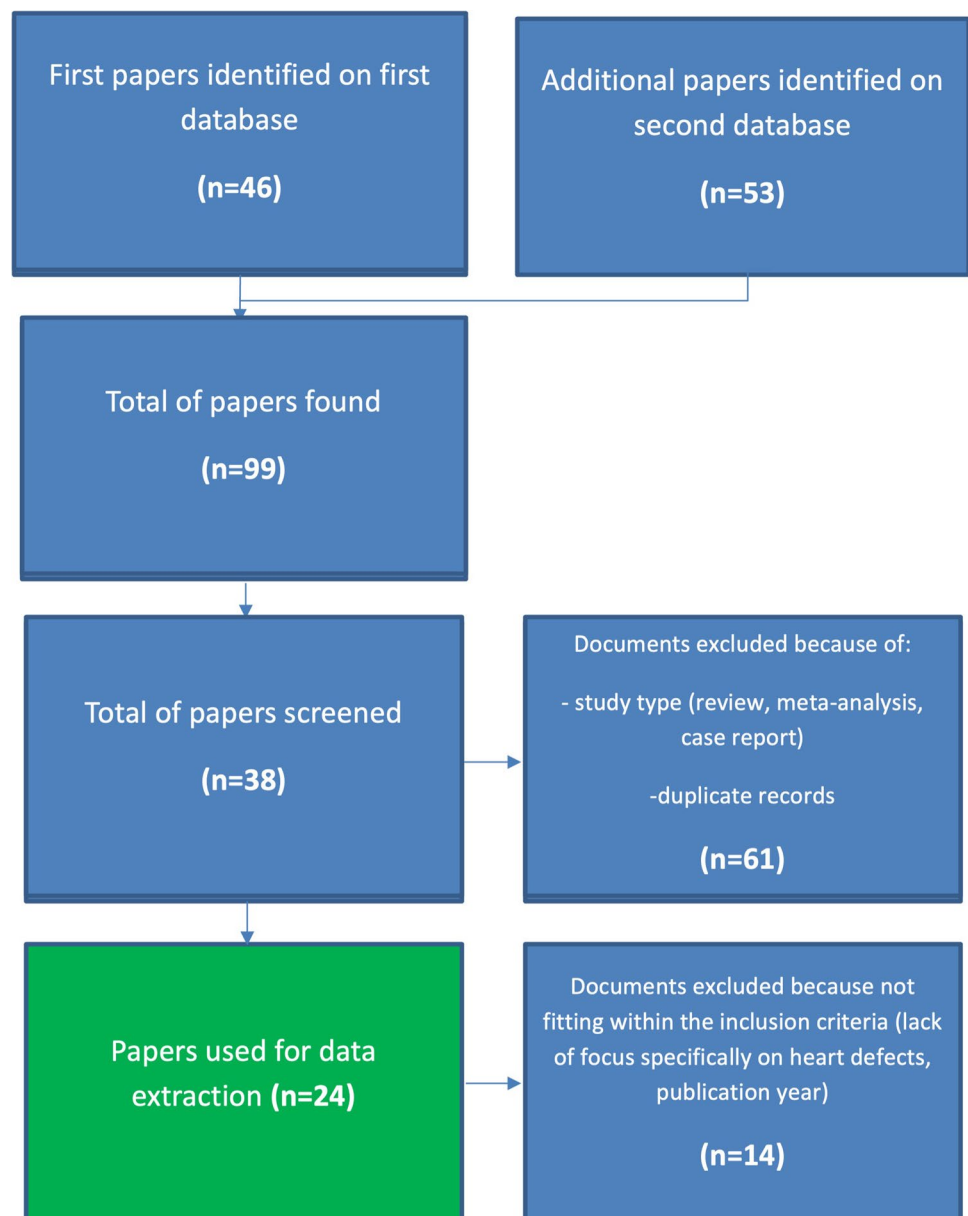 First papers identified on first
database
(n=46)
Additional papers identified on
second database
(n=53)
Total of papers found
(n=99)
Total of papers screened
(n=38)
Documents excluded because of:
- study type (review, meta-analysis,
case report)
-duplicate records
(n=61)
Papers used for data
extraction (n=24)
Documents excluded because not
fitting within the inclusion criteria (lack
of focus specifically on heart defects,
publication year)
(n=14)